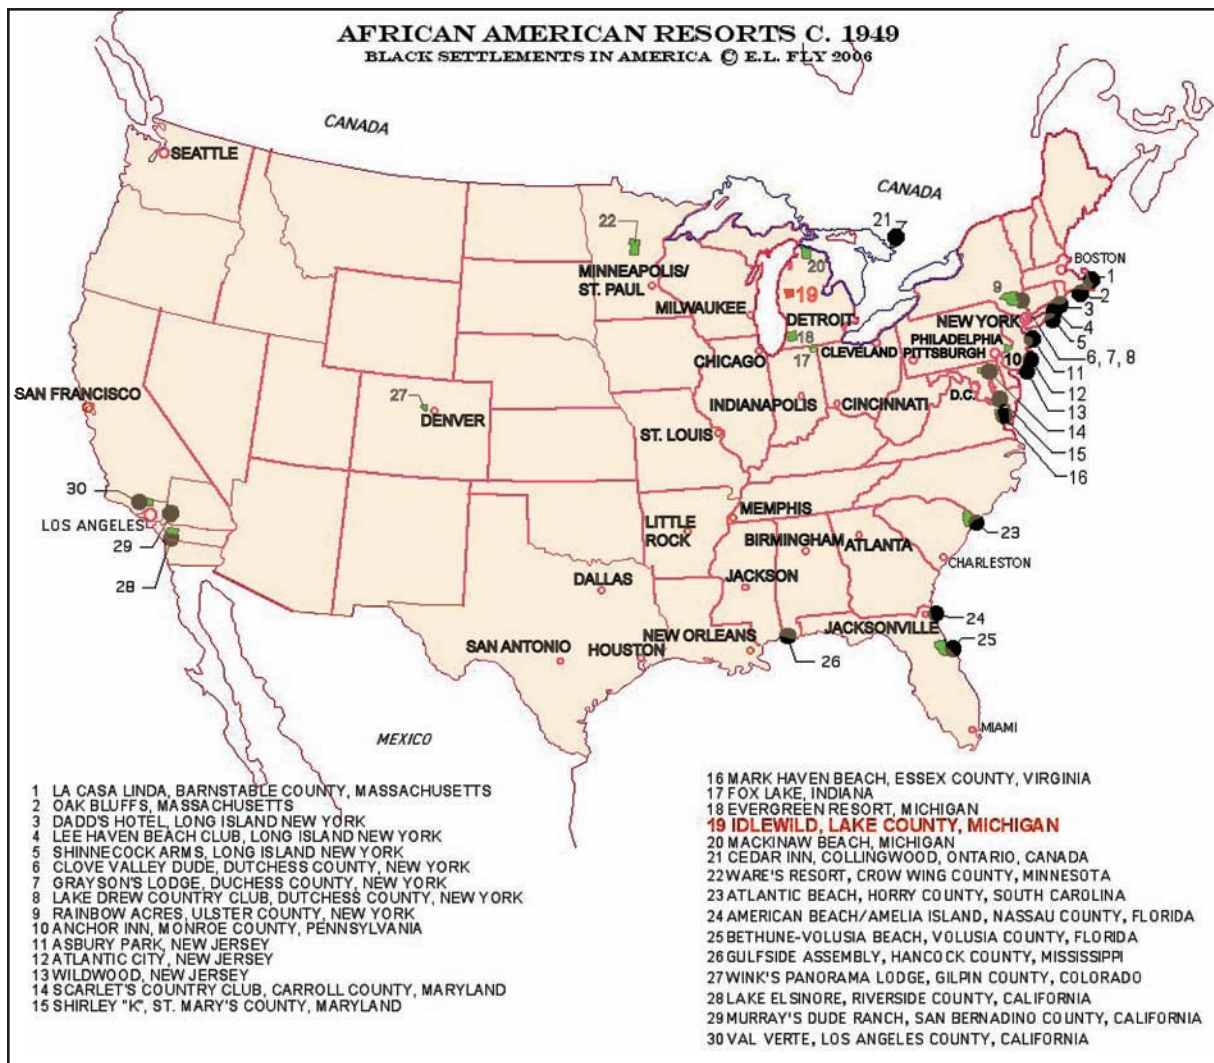 AFRICAN AMERICAN RESORTS C. 1949
BLACK SETTLEMENTS IN AMERICA © E.L. FLY 2006
CANADA
SEATTLE
CANADA
22
21
20
MINNEAPOLIS/
ST. PAUL
19
MILWAUKEE
DETROIT
18
17
CHICAGO
CLEVELAND
BOSTON
1
2
3
4
5
6, 7, 8
9
NEW YORK
PHILADELPHIA
PITTSBURGH
10
11
12
13
14
15
16
D.C.
SAN FRANCISCO
27
DENVER
INDIANAPOLIS
CINCINNATI
ST. LOUIS
30
LOS ANGELES
29
28
MEMPHIS
LITTLE
ROCK
BIRMINGHAM
ATLANTA
23
CHARLESTON
JACKSON
DALLAS
24
JACKSONVILLE
25
SAN ANTONIO
HOUSTON
NEW ORLEANS
26
MIAMI
MEXICO
1 LA CASA LINDA, BARNSTABLE COUNTY, MASSACHUSETTS
2 OAK BLUFFS, MASSACHUSETTS
3 DADD'S HOTEL, LONG ISLAND NEW YORK
4 LEE HAVEN BEACH CLUB, LONG ISLAND NEW YORK
5 SHINNECOCK ARMS, LONG ISLAND NEW YORK
6 CLOVE VALLEY DUDE, DUTCHESS COUNTY, NEW YORK
7 GRAYSON'S LODGE, DUCHESS COUNTY, NEW YORK
8 LAKE DREW COUNTRY CLUB, DUTCHESS COUNTY, NEW YORK
9 RAINBOW ACRES, ULSTER COUNTY, NEW YORK
10 ANCHOR INN, MONROE COUNTY, PENNSYLVANIA
11 ASBURY PARK, NEW JERSEY
12 ATLANTIC CITY, NEW JERSEY
13 WILDWOOD, NEW JERSEY
14 SCARLET'S COUNTRY CLUB, CARROLL COUNTY, MARYLAND
15 SHIRLEY "K", ST. MARY'S COUNTY, MARYLAND
16 MARK HAVEN BEACH, ESSEX COUNTY, VIRGINIA
17 FOX LAKE, INDIANA
18 EVERGREEN RESORT, MICHIGAN
19 IDLEWILD, LAKE COUNTY, MICHIGAN
20 MACKINAW BEACH, MICHIGAN
21 CEDAR INN, COLLINGWOOD, ONTARIO, CANADA
22 WARE'S RESORT, CROW WING COUNTY, MINNESOTA
23 ATLANTIC BEACH, HORRY COUNTY, SOUTH CAROLINA
24 AMERICAN BEACH/AMELIA ISLAND, NASSAU COUNTY, FLORIDA
25 BETHUNE-VOLUSIA BEACH, VOLUSIA COUNTY, FLORIDA
26 GULFSIDE ASSEMBLY, HANCOCK COUNTY, MISSISSIPPI
27 WINK'S PANORAMA LODGE, GILPIN COUNTY, COLORADO
28 LAKE ELSINORE, RIVERSIDE COUNTY, CALIFORNIA
29 MURRAY'S DUDE RANCH, SAN BERNADINO COUNTY, CALIFORNIA
30 VAL VERTE, LOS ANGELES COUNTY, CALIFORNIA